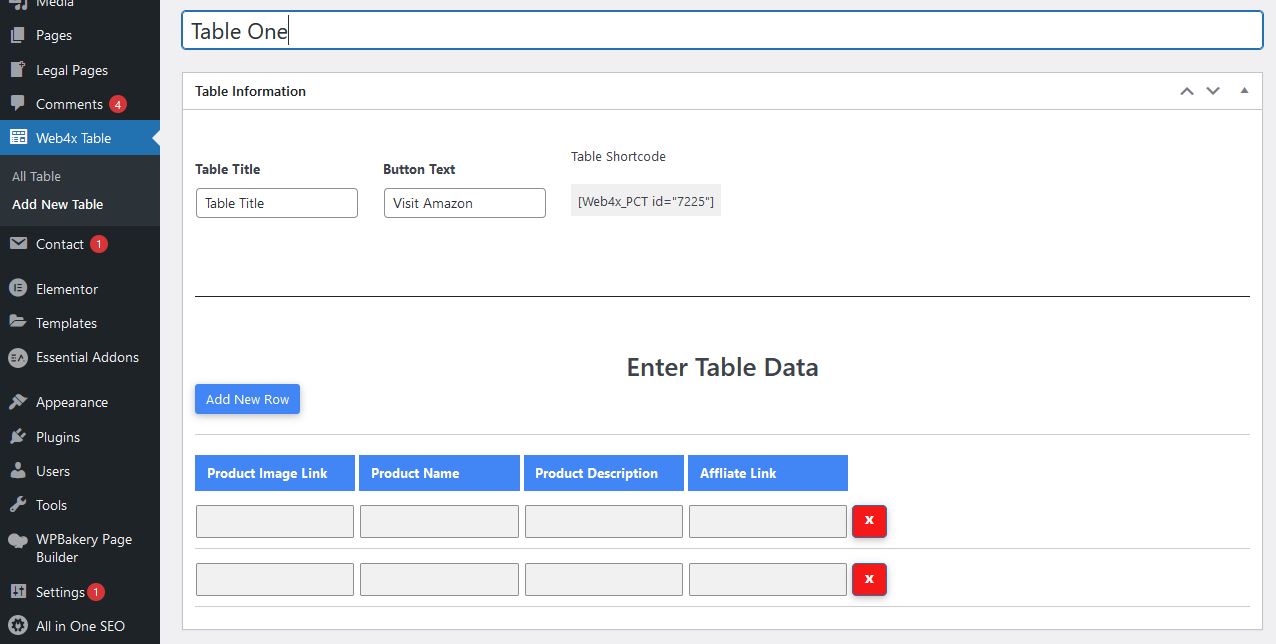 Media
Pages
Legal Pages
Comments 4
Web4x Table
All Table
Add New Table
Contact 1
Elementor
Templates
Essential Addons
Appearance
Plugins
Users
Tools
WPBakery Page
Builder
Settings 1
All in One SEO
Table One
Table Information
Table Title
Button Text
Table Shortcode
Table Title
Visit Amazon
[Web4x_PCT id="7225"]
Enter Table Data
Add New Row
Product Image Link
Product Name
Product Description
Affliate Link
x
x